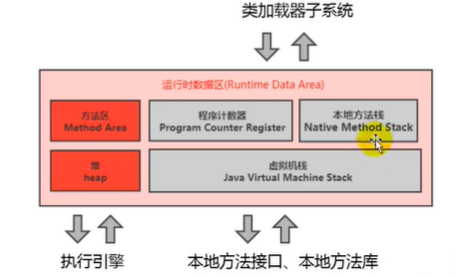 类加载器子系统
运行时数据区(Runtime Data Area)
方法区
Method Area
程序计数器
Program Counter Register
本地方法栈
Native Method Stack
堆
heap
虚拟机栈
Java Virtual Machine Stack
执行引擎
本地方法接口、本地方法库